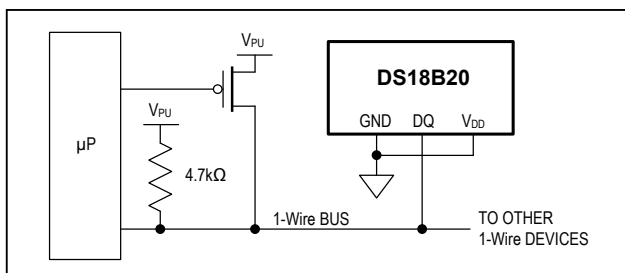 V_PU
DS18B20
GND DQ V_DD
V_PU
µP
4.7kΩ
1-Wire BUS
TO OTHER
1-Wire DEVICES